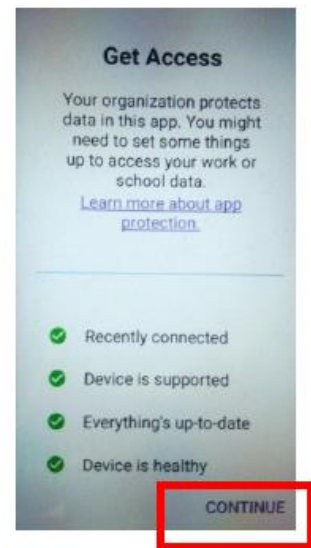 Get Access
Your organization protects
data in this app. You might
need to set some things
up to access your work or
school data.
Learn more about app
protection.
Recently connected
Device is supported
Everything's up-to-date
Device is healthy
CONTINUE